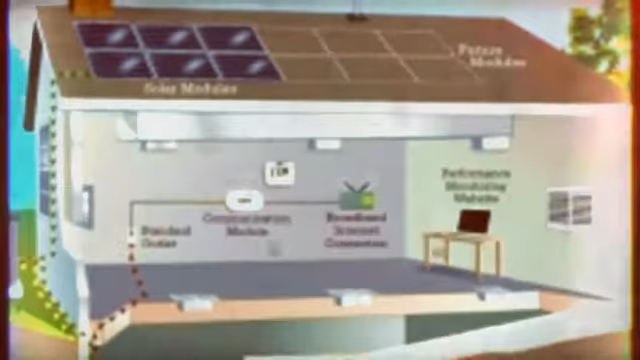 Future
Modules
Solar Modules
Performance
Monitoring
Website
Standard
Outlet
Communication
Module
Broadband
Internet
Connection